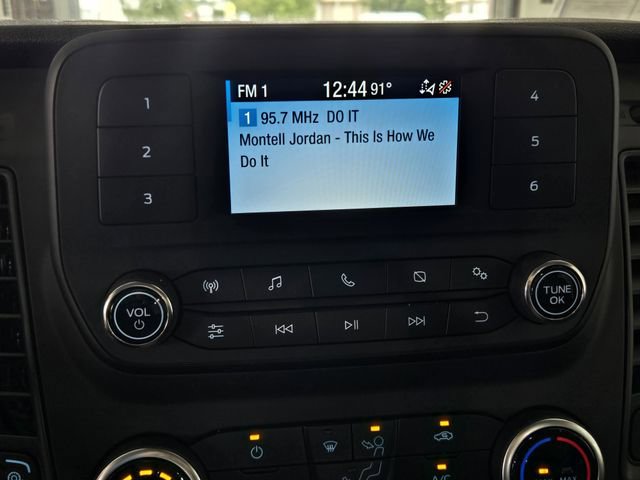 FM 1 12:44 91°
1 95.7 MHz DO IT
Montell Jordan - This Is How We
Do It
1
2
3
4
5
6
VOL
TUNE
OK
A/C
MAX